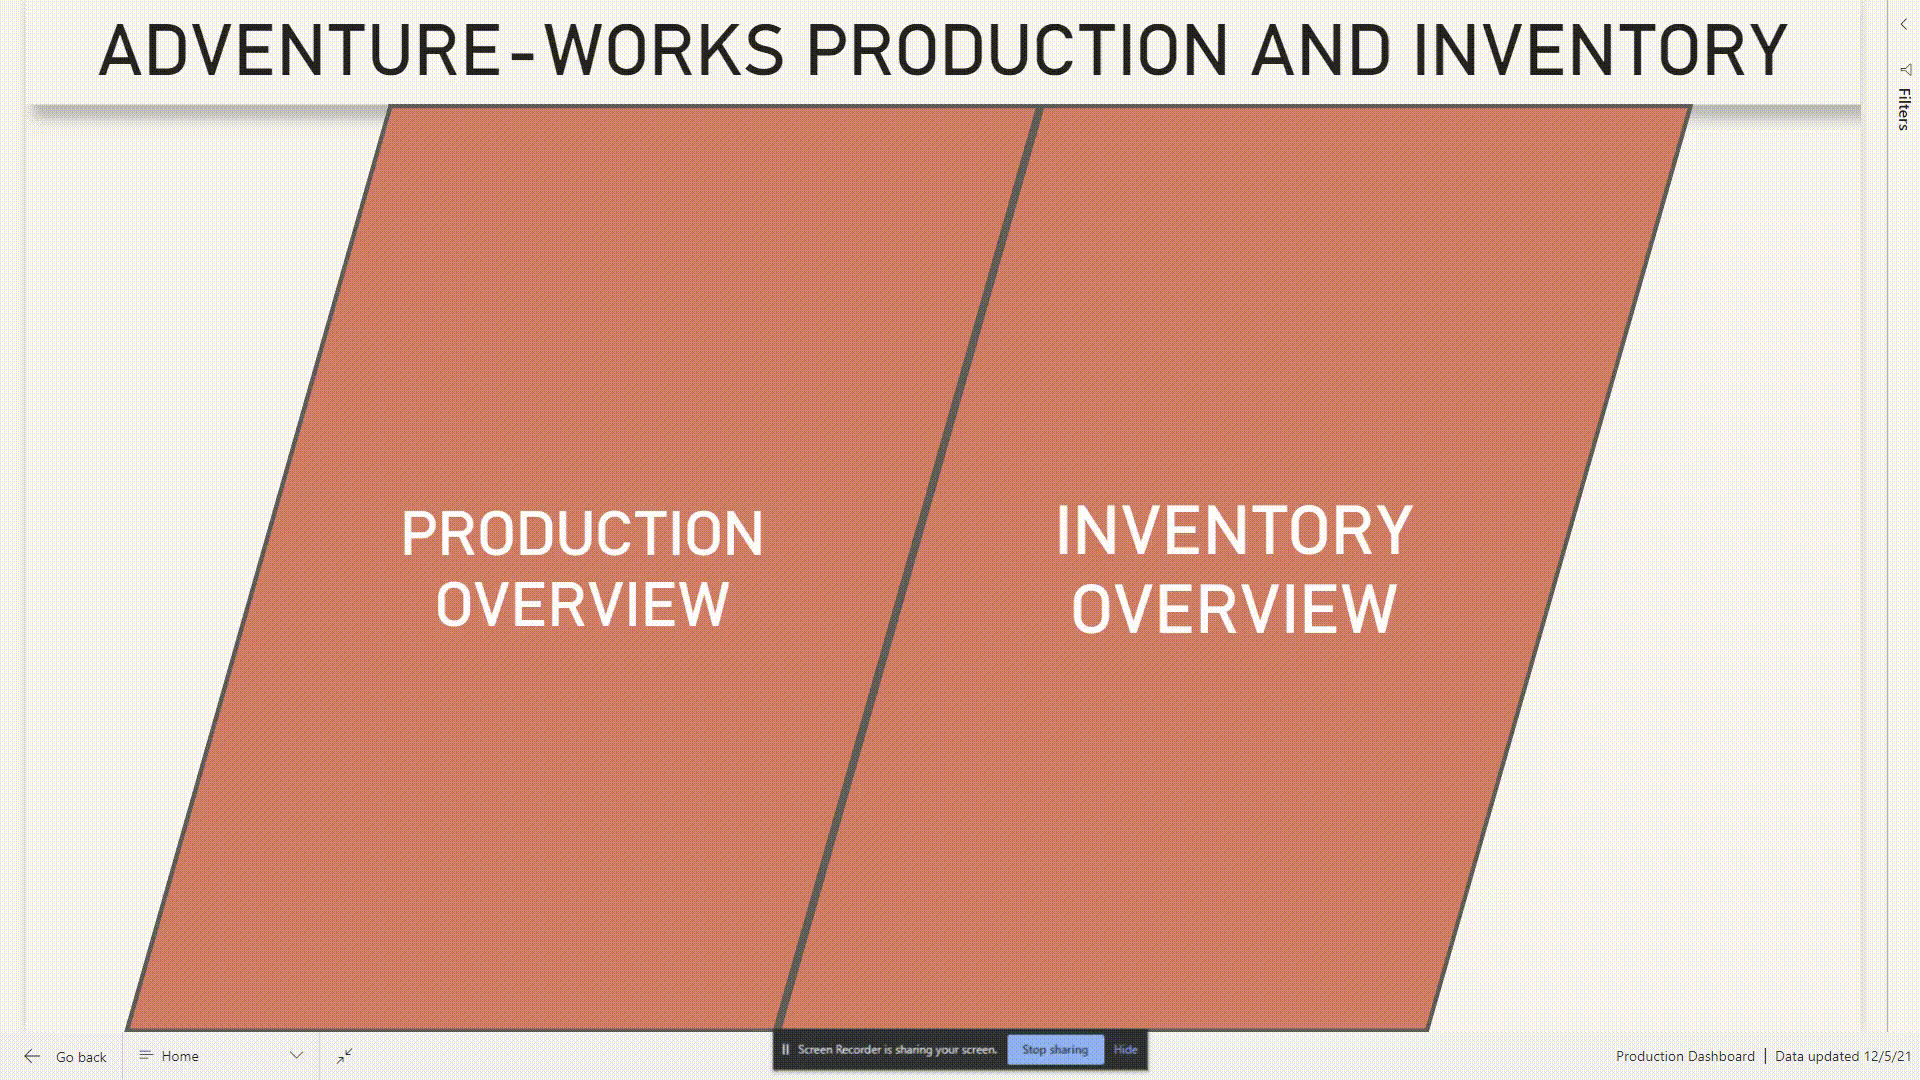 ADVENTURE-WORKS PRODUCTION AND INVENTORY
Filters
PRODUCTION
OVERVIEW
INVENTORY
OVERVIEW
Go back
Home
Screen Recorder is sharing your screen.
Stop sharing
Hide
Production Dashboard | Data updated 12/5/21